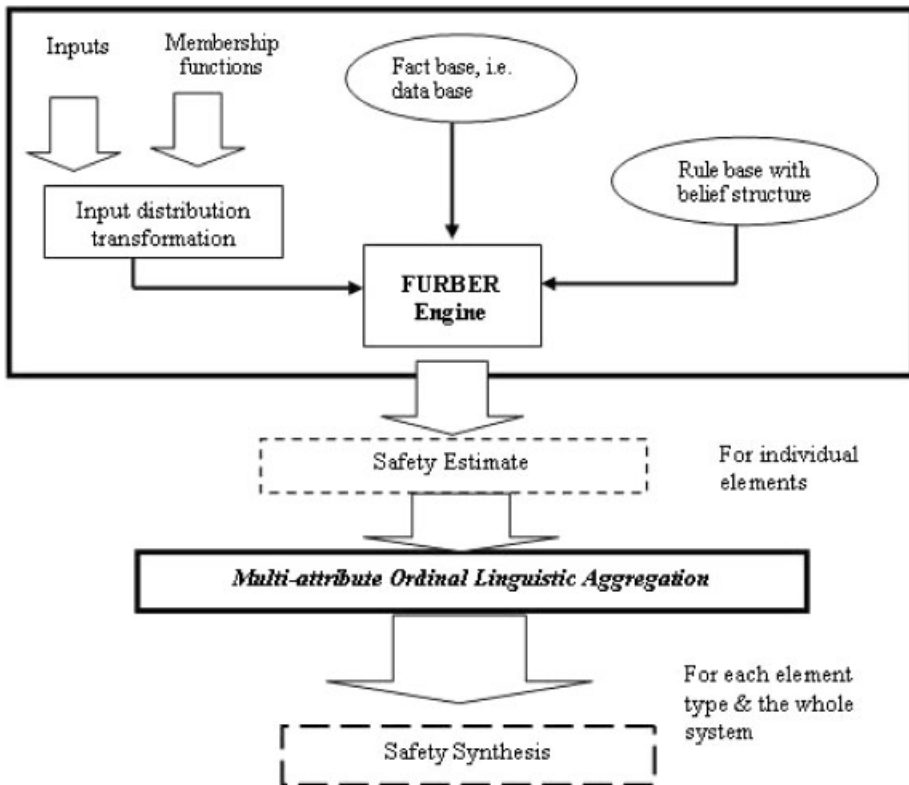 Inputs
Membership
functions
Fact base, i.e.
data base
Rule base with
belief structure
Input distribution
transformation
FURBER
Engine
Safety Estimate
For individual
elements
Multi-attribute Ordinal Linguistic Aggregation
For each element
type & the whole
system
Safety Synthesis